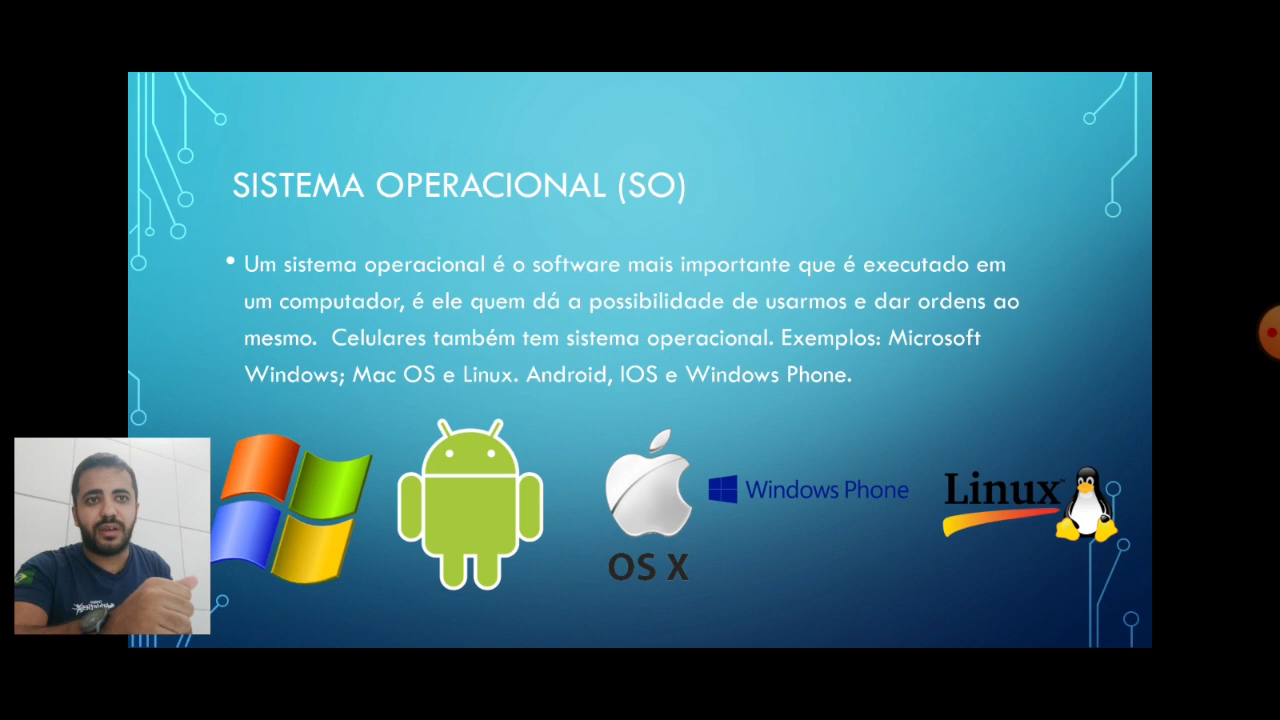 SISTEMA OPERACIONAL (SO)
• Um sistema operacional é o software mais importante que é executado em
um computador, é ele quem dá a possibilidade de usarmos e dar ordens ao
mesmo.  Celulares também tem sistema operacional. Exemplos: Microsoft
Windows; Mac OS e Linux. Android, IOS e Windows Phone.
Windows Phone
Linux™
OS X